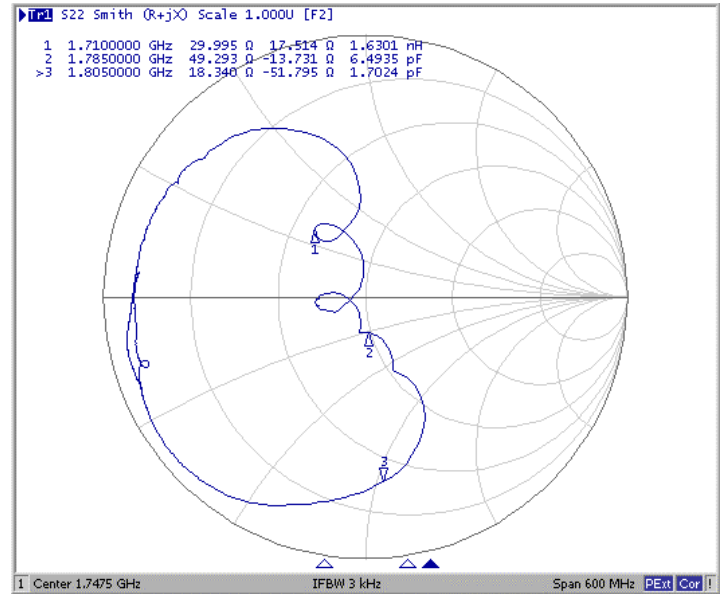 Tr1 S22 Smith (R+jX) Scale 1.000U [F2]
1 1.7100000 GHz 29.995 Ω 17.514 Ω 1.6301 nH
2 1.7850000 GHz 49.293 Ω -13.731 Ω 6.4935 pF
>3 1.8050000 GHz 18.340 Ω -51.795 Ω 1.7024 pF
1
2
3
1 Center 1.7475 GHz IFBW 3 kHz Span 600 MHz PExt Cor !